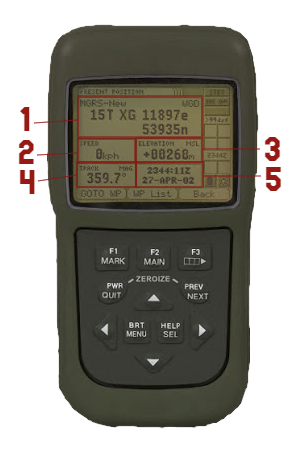 PRESENT POSITION
MGRS-New WGD
1 15T XG 11897e
53935n
SPEED ELEVATION MSL
2 0kph +00260m 3
TRACK MAG 2344:11Z
4 359.7° 27-APR-02 5
GOTO WP WP List Back
F1 F2 F3
MARK MAIN
PWR ZEROIZE PREV
QUIT NEXT
BRT HELP
MENU SEL